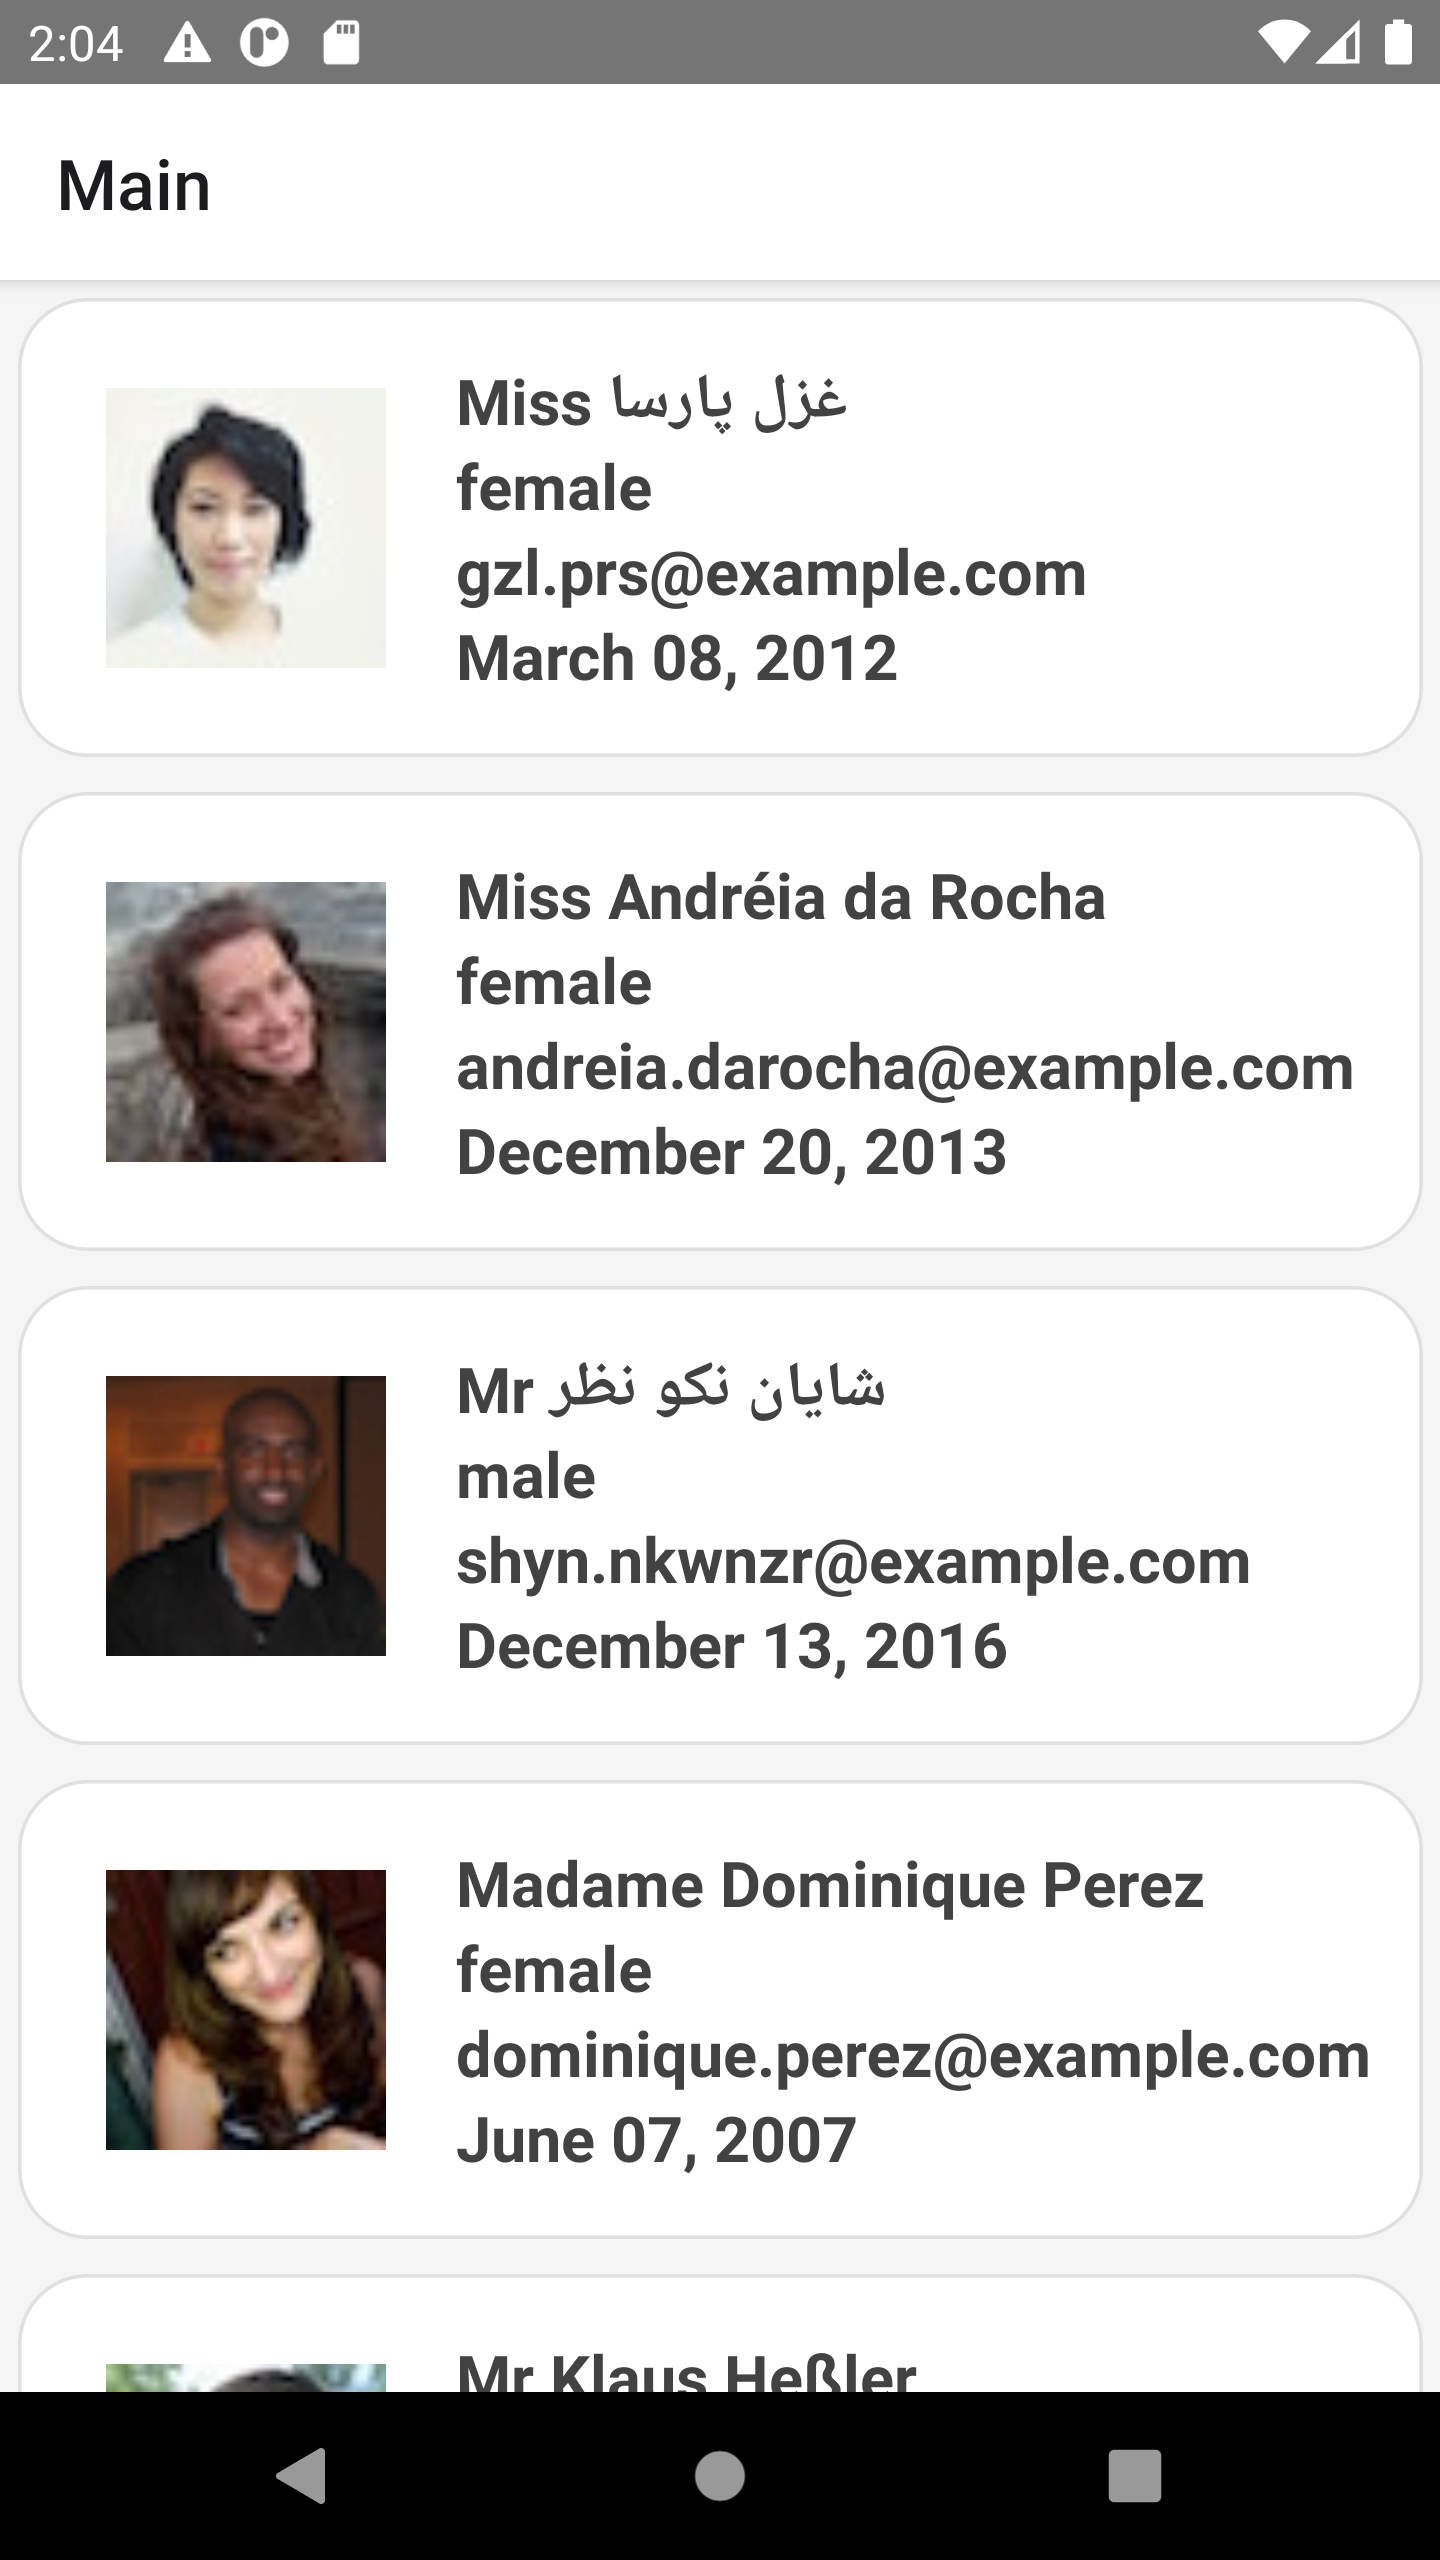 2:04
Main
Miss غزل پارسا
female
gzl.prs@example.com
March 08, 2012
Miss Andréia da Rocha
female
andreia.darocha@example.com
December 20, 2013
Mr شایان نکو نظر
male
shyn.nkwnzr@example.com
December 13, 2016
Madame Dominique Perez
female
dominique.perez@example.com
June 07, 2007
Mr Klaus Heßler